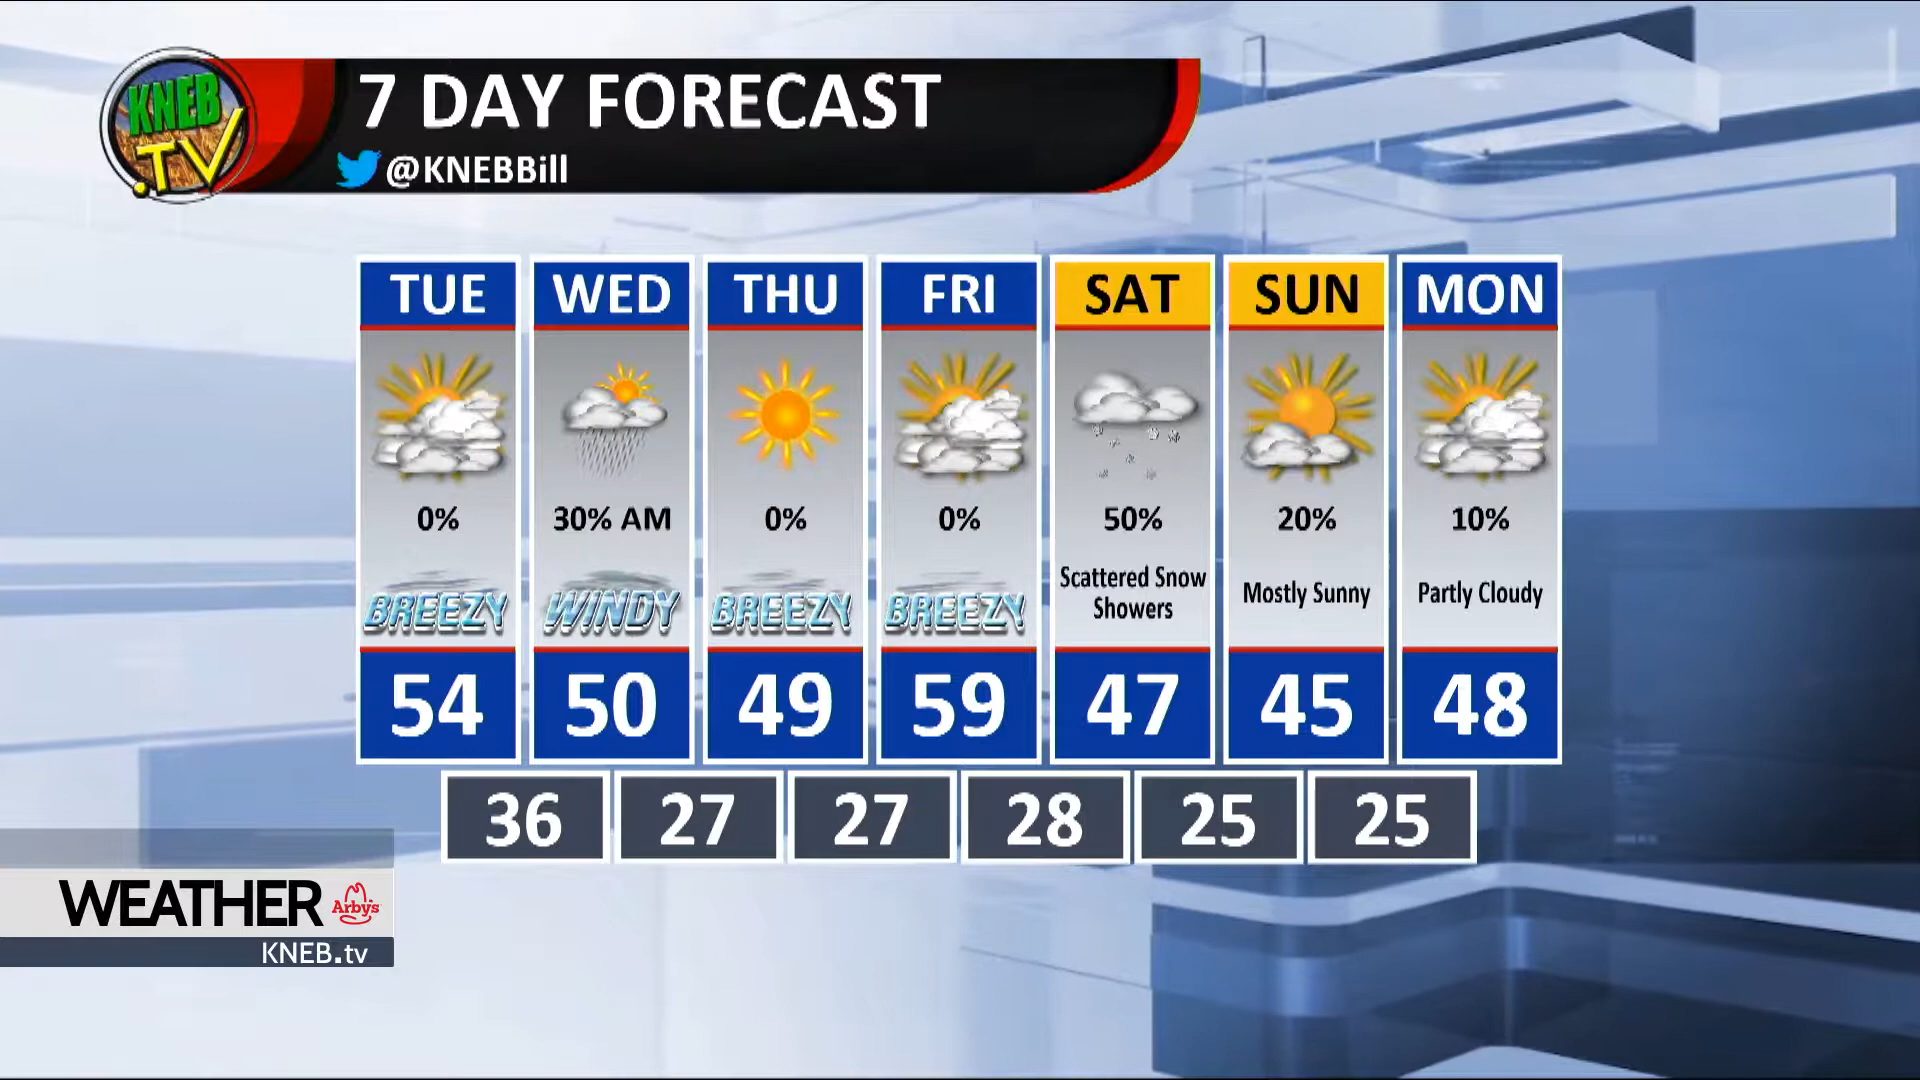 KNEB
.TV
7 DAY FORECAST
@KNEBBill
TUE WED THU FRI SAT SUN MON
0% 30% AM 0% 0% 50% 20% 10%
BREEZY WINDY BREEZY BREEZY Scattered Snow Showers Mostly Sunny Partly Cloudy
54 50 49 59 47 45 48
36 27 27 28 25 25
WEATHER Arby's
KNEB.tv